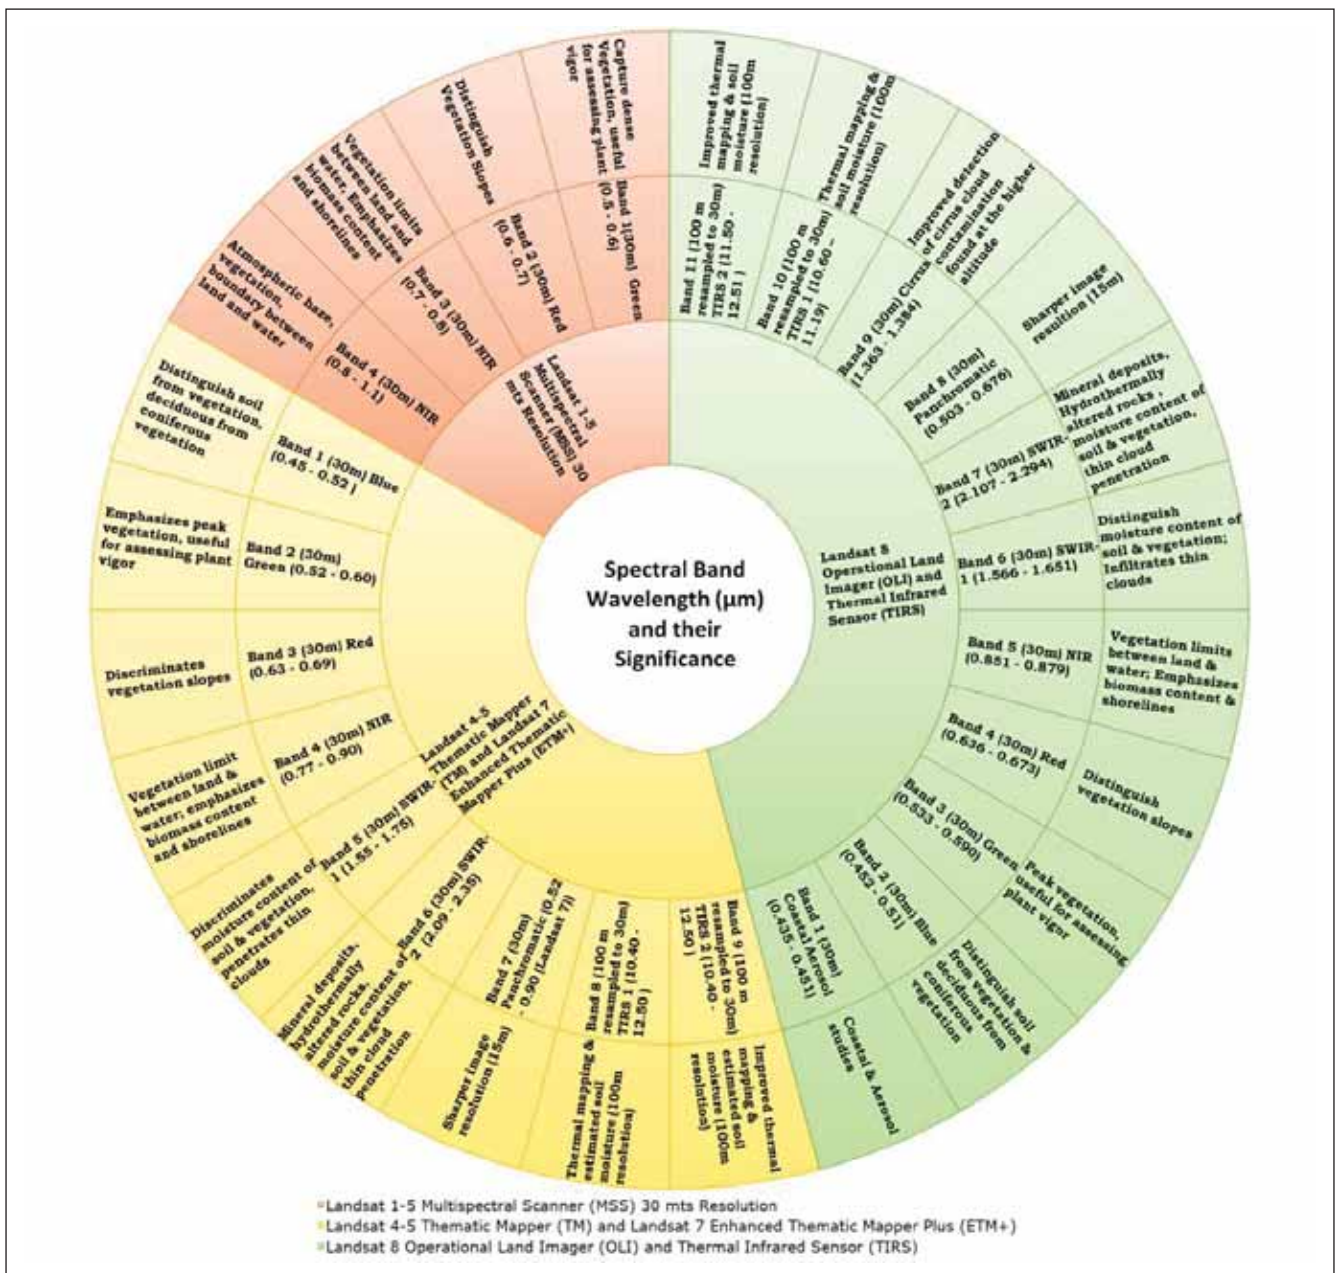 Spectral Band
Wavelength (µm)
and their
Significance
Landsat 8
Operational Land
Imager (OLI) and
Thermal Infrared
Sensor (TIRS)
Band 11 (100 m
resampled to 30m)
TIRS 2 (11.50 -
12.51 )
Improved thermal
mapping & soil
moisture (100m
resolution)
Band 10 (100 m
resampled to 30m)
TIRS 1 (10.60 –
11.19)
Thermal mapping &
soil moisture (100m
resolution)
Band 9 (30m) Cirrus
(1.363 - 1.384)
Improved detection
of cirrus cloud
contamination
found at the higher
altitude
Band 8 (30m)
Panchromatic
(0.503 - 0.676)
Sharper image
resultion (15m)
Band 7 (30m) SWIR-
2 (2.107 - 2.294)
Mineral deposits,
Hydrothermally
altered rocks ,
moisture content of
soil & vegetation,
thin cloud
penetration
Band 6 (30m) SWIR-
1 (1.566 - 1.651)
Distinguish
moisture content of
soil & vegetation;
Infiltrates thin
clouds
Band 5 (30m) NIR
(0.851 - 0.879)
Vegetation limits
between land &
water; Emphasizes
biomass content &
shorelines
Band 4 (30m) Red
(0.636 - 0.673)
Distinguish
vegetation slopes
Band 3 (30m) Green
(0.533 - 0.590)
Peak vegetation,
useful for assessing
plant vigor
Band 2 (30m) Blue
(0.452 - 0.51)
Distinguish soil
from vegetation &
deciduous from
coniferous
vegetation
Band 1 (30m)
Coastal Aerosol
(0.435 - 0.451)
Coastal & Aerosol
studies
Landsat 4-5
Thematic Mapper
(TM) and Landsat 7
Enhanced Thematic
Mapper Plus (ETM+)
Band 9 (100 m
resampled to 30m)
TIRS 2 (10.40 -
12.50 )
Improved thermal
mapping &
estimated soil
moisture (100m
resolution)
Band 8 (100 m
resampled to 30m)
TIRS 1 (10.40 -
12.50 )
Thermal mapping &
estimated soil
moisture (100m
resolution)
Band 7 (30m)
Panchromatic (0.52
- 0.90 (Landsat 7))
Sharper image
resolution (15m)
Band 6 (30m) SWIR-
2 (2.09 - 2.35)
Mineral deposits,
hydrothermally
altered rocks,
moisture content of
soil & vegetation,
thin cloud
penetration
Band 5 (30m) SWIR-
1 (1.55 - 1.75)
Discriminates
moisture content of
soil & vegetation,
penetrates thin
clouds
Band 4 (30m) NIR
(0.77 - 0.90)
Vegetation limit
between land &
water; emphasizes
biomass content
and shorelines
Band 3 (30m) Red
(0.63 - 0.69)
Discriminates
vegetation slopes
Band 2 (30m)
Green (0.52 - 0.60)
Emphasizes peak
vegetation, useful
for assessing plant
vigor
Band 1 (30m) Blue
(0.45 - 0.52 )
Distinguish soil
from vegetation,
deciduous from
coniferous
vegetation
Landsat 1-5
Multispectral
Scanner (MSS) 30
mts Resolution
Band 4 (30m) NIR
(0.8 - 1.1)
Atmospheric haze,
vegetation,
boundary between
land and water
Band 3 (30m) NIR
(0.7 - 0.8)
Vegetation limits
between land and
water, Emphasizes
biomass content
and shorelines
Band 2 (30m) Red
(0.6 - 0.7)
Distinguish
Vegetation Slopes
Band 1(30m) Green
(0.5 - 0.6)
Capture dense
Vegetation, useful
for assessing plant
vigor
Landsat 1-5 Multispectral Scanner (MSS) 30 mts Resolution
Landsat 4-5 Thematic Mapper (TM) and Landsat 7 Enhanced Thematic Mapper Plus (ETM+)
Landsat 8 Operational Land Imager (OLI) and Thermal Infrared Sensor (TIRS)